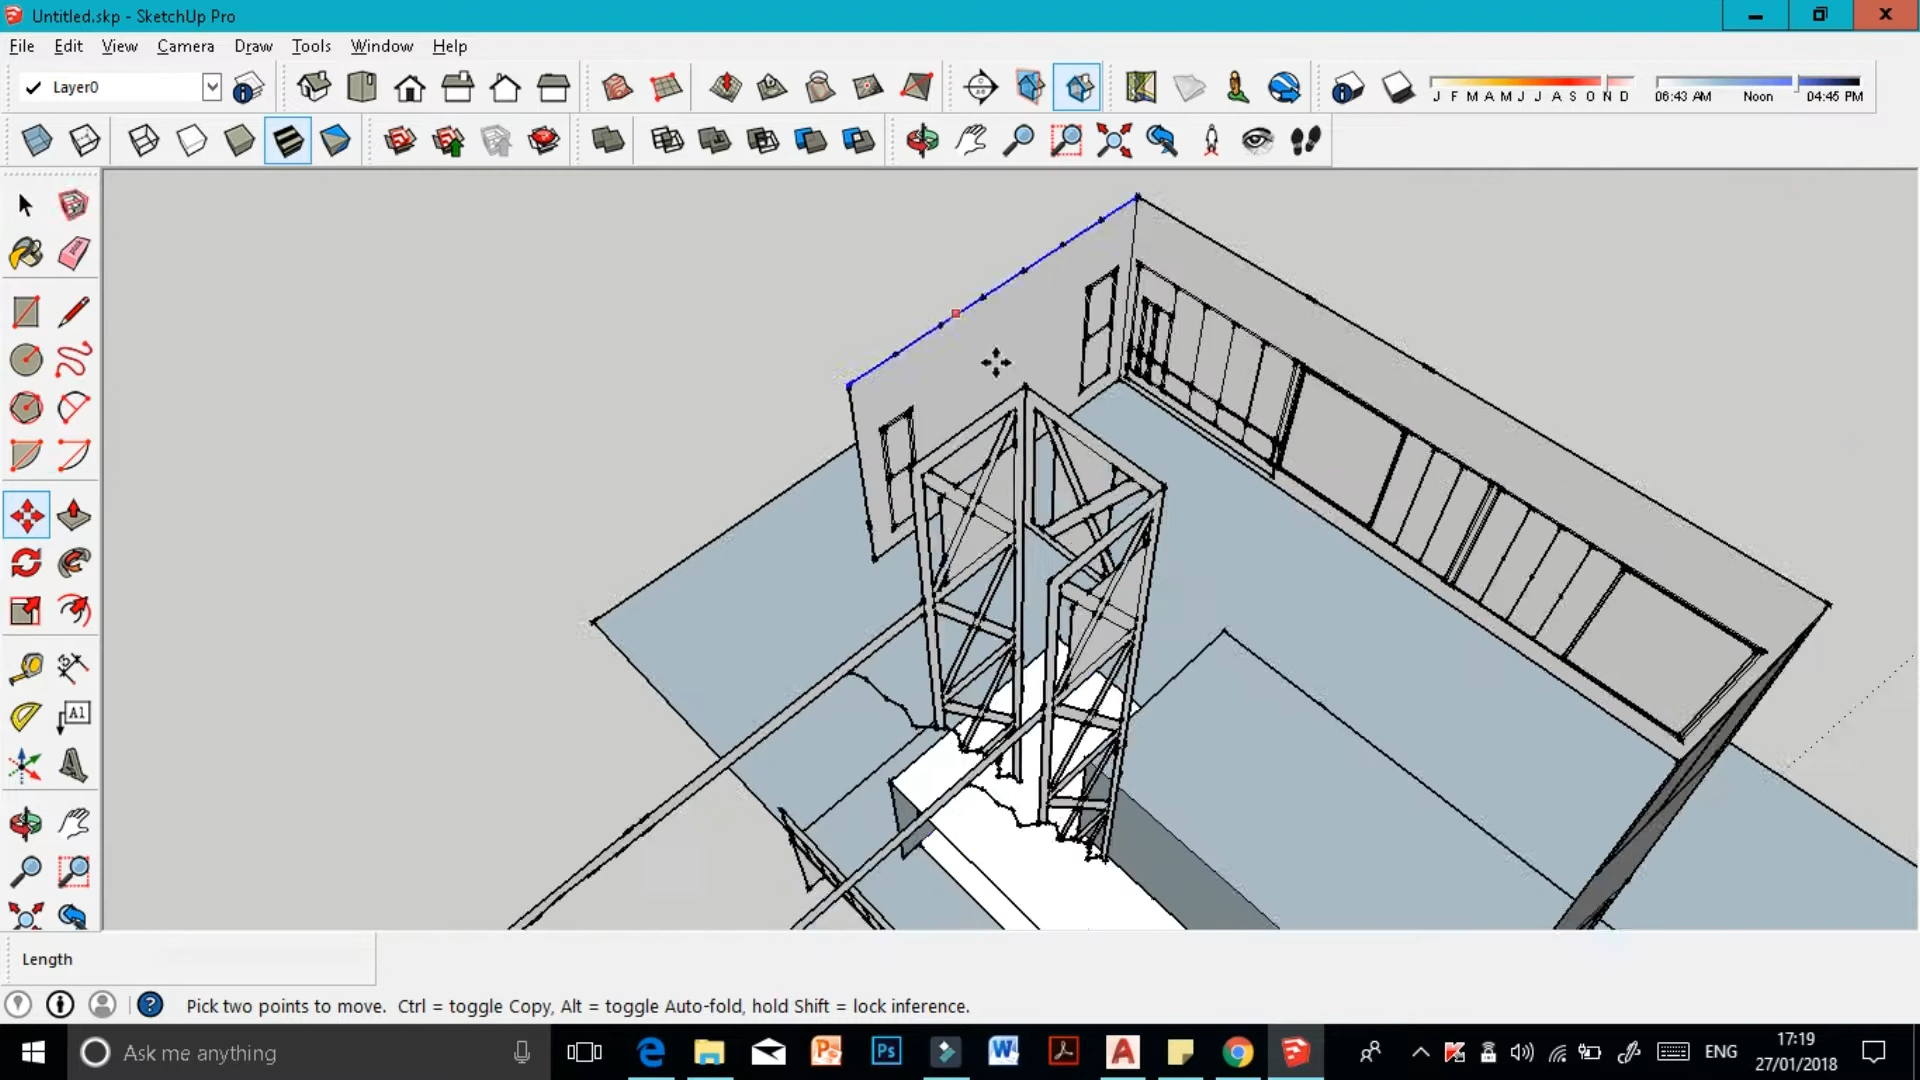 Untitled.skp - SketchUp Pro
File Edit View Camera Draw Tools Window Help
Layer0
J F M A M J J A S O N D
06:43 AM Noon 04:45 PM
A1
Length
Pick two points to move. Ctrl = toggle Copy, Alt = toggle Auto-fold, hold Shift = lock inference.
Ask me anything
Ps
ENG
17:19
27/01/2018